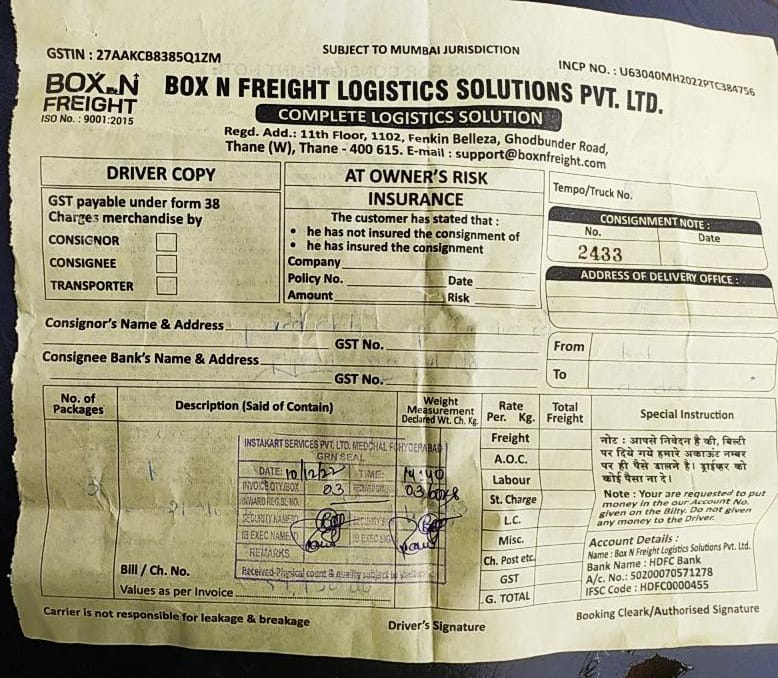 GSTIN : 27AAKCB8385Q1ZM
SUBJECT TO MUMBAI JURISDICTION
INCP NO. : U63040MH2022PTC384756
BOX N FREIGHT
ISO No. : 9001:2015
BOX N FREIGHT LOGISTICS SOLUTIONS PVT. LTD.
COMPLETE LOGISTICS SOLUTION
Regd. Add.: 11th Floor, 1102, Fenkin Belleza, Ghodbunder Road,
Thane (W), Thane - 400 615. E-mail : support@boxnfreight.com
DRIVER COPY
GST payable under form 38
Charges merchandise by
CONSIGNOR
CONSIGNEE
TRANSPORTER
AT OWNER'S RISK
INSURANCE
The customer has stated that :
• he has not insured the consignment of
• he has insured the consignment
Company
Policy No. Date
Amount Risk
Tempo/Truck No.
CONSIGNMENT NOTE :
No. Date
2433
ADDRESS OF DELIVERY OFFICE :
Consignor's Name & Address
GST No.
Consignee Bank's Name & Address
GST No.
From
To
No. of Packages
Description (Said of Contain)
Weight Measurement
Declared Wt. Ch. Kg.
Rate Per. Kg.
Total Freight
Special Instruction
Freight
A.O.C.
Labour
St. Charge
L.C.
Misc.
Ch. Post etc.
GST
G. TOTAL
नोट : आपसे निवेदन है की, बिल्टी
पर दिये गये हमारे अकाऊंट नम्बर
पर ही पैसे डालने है। ड्राईव्हर को
कोई पैसा ना दे।
Note : Your are requested to put
money in the our Account No.
given on the Bilty. Do not given
any money to the Driver.
Account Details :
Name : Box N Freight Logistics Solutions Pvt. Ltd.
Bank Name : HDFC Bank
A/c. No.: 50200070571278
IFSC Code : HDFC0000455
INSTAKART SERVICES PVT. LTD. MEDCHAL FC HYDERABAD
GRN SEAL
DATE: 10/12/22 TIME: 14:40
INVOICE QTY/BOX 03 03
INWARD REG.SL.NO.
SECURITY NAME
IB EXEC NAME IB EXEC SIG
REMARKS
Received-Physical count & quality subject to
Bill / Ch. No.
Values as per Invoice
Carrier is not responsible for leakage & breakage
Driver's Signature
Booking Cleark/Authorised Signature